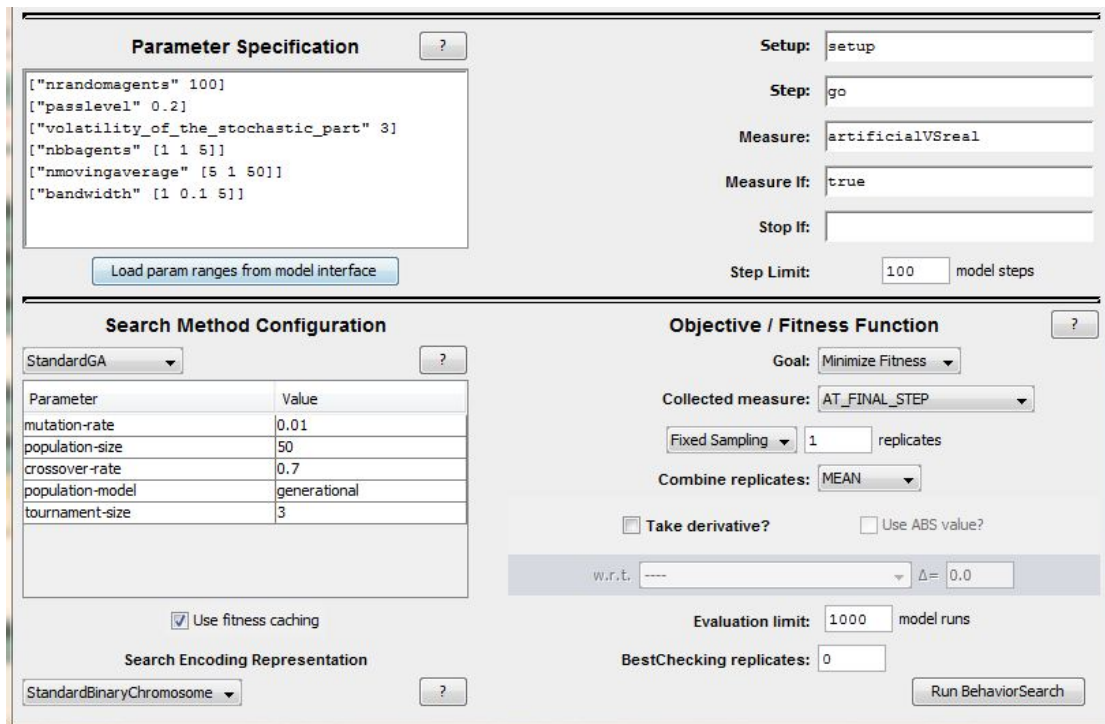 Parameter Specification ?
["nrandomagents" 100]
["passlevel" 0.2]
["volatility_of_the_stochastic_part" 3]
["nbbagents" [1 1 5]]
["nmovingaverage" [5 1 50]]
["bandwidth" [1 0.1 5]]
Load param ranges from model interface
Setup: setup
Step: go
Measure: artificialVSreal
Measure If: true
Stop If:
Step Limit: 100 model steps
Search Method Configuration
StandardGA ?
Parameter Value
mutation-rate 0.01
population-size 50
crossover-rate 0.7
population-model generational
tournament-size 3
Use fitness caching
Search Encoding Representation
StandardBinaryChromosome ?
Objective / Fitness Function ?
Goal: Minimize Fitness
Collected measure: AT_FINAL_STEP
Fixed Sampling 1 replicates
Combine replicates: MEAN
Take derivative? Use ABS value?
w.r.t. ---- Δ= 0.0
Evaluation limit: 1000 model runs
BestChecking replicates: 0
Run BehaviorSearch